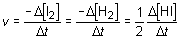 v = -Δ[I₂]/Δt = -Δ[H₂]/Δt = 1/2 Δ[HI]/Δt